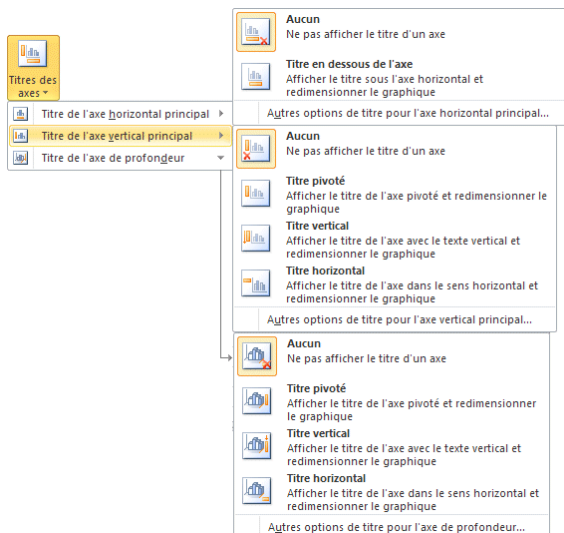 Titres des
axes
Titre de l'axe horizontal principal
Titre de l'axe vertical principal
Titre de l'axe de profondeur
Aucun
Ne pas afficher le titre d'un axe
Titre en dessous de l'axe
Afficher le titre sous l'axe horizontal et
redimensionner le graphique
Autres options de titre pour l'axe horizontal principal...
Aucun
Ne pas afficher le titre d'un axe
Titre pivoté
Afficher le titre de l'axe pivoté et redimensionner le
graphique
Titre vertical
Afficher le titre de l'axe avec le texte vertical et
redimensionner le graphique
Titre horizontal
Afficher le titre de l'axe dans le sens horizontal et
redimensionner le graphique
Autres options de titre pour l'axe vertical principal...
Aucun
Ne pas afficher le titre d'un axe
Titre pivoté
Afficher le titre de l'axe pivoté et redimensionner
le graphique
Titre vertical
Afficher le titre de l'axe avec le texte vertical et
redimensionner le graphique
Titre horizontal
Afficher le titre de l'axe dans le sens horizontal et
redimensionner le graphique
Autres options de titre pour l'axe de profondeur...